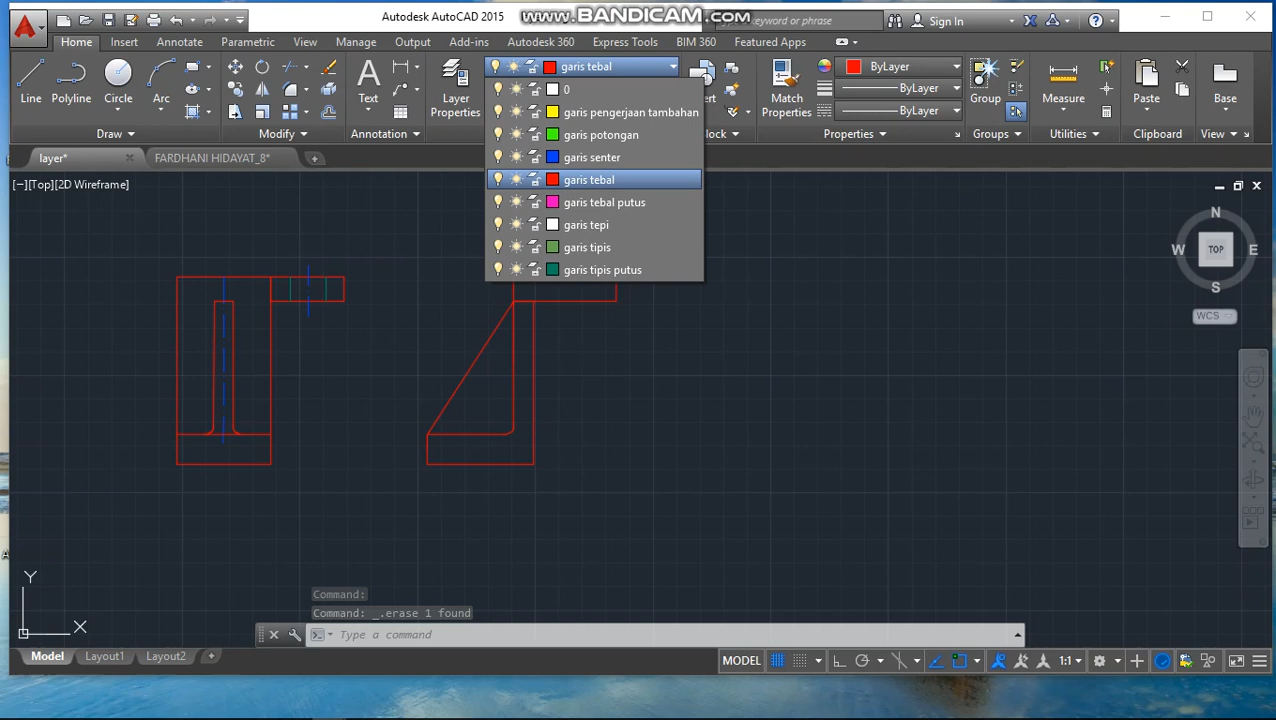 Autodesk AutoCAD 2015
www.BANDICAM.com
keyword or phrase
Sign In
Home Insert Annotate Parametric View Manage Output Add-ins Autodesk 360 Express Tools BIM 360 Featured Apps
Line Polyline Circle Arc
Text
Layer
Properties
garis tebal
Match
Properties
ByLayer
ByLayer
ByLayer
Group
Measure
Paste
Base
Draw Modify Annotation Properties Groups Utilities Clipboard View
0
garis pengerjaan tambahan
garis potongan
garis senter
garis tebal
garis tebal putus
garis tepi
garis tipis
garis tipis putus
layer*
FARDHANI HIDAYAT_8*
[−][Top][2D Wireframe]
N
W TOP E
S
WCS
Y
X
Command:
Command: _.erase 1 found
Type a command
Model Layout1 Layout2
MODEL
1:1